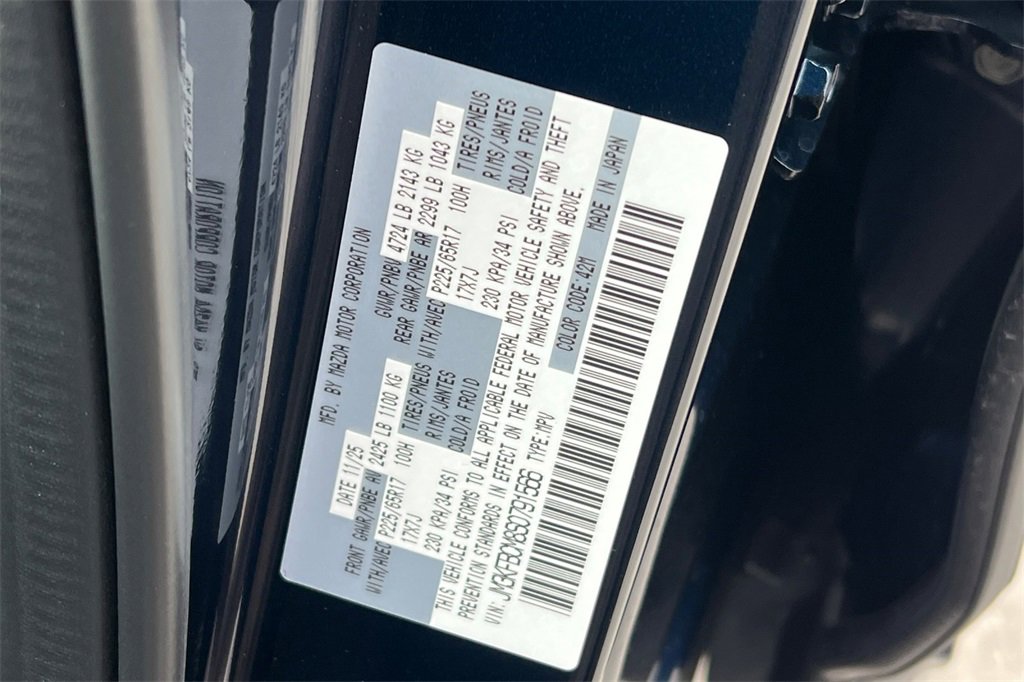 MFD. BY MAZDA MOTOR CORPORATION
DATE 11/25 GVWR/PNBV 4724 LB 2143 KG
FRONT GAWR/PNBE AV 2425 LB 1100 KG REAR GAWR/PNBE AR 2299 LB 1043 KG
WITH/AVEC P225/65R17 100H TIRES/PNEUS WITH/AVEC P225/65R17 100H TIRES/PNEUS
17X7J RIMS/JANTES 17X7J RIMS/JANTES
230 KPA/34 PSI COLD/A FROID 230 KPA/34 PSI COLD/A FROID
THIS VEHICLE CONFORMS TO ALL APPLICABLE FEDERAL MOTOR VEHICLE SAFETY AND THEFT
PREVENTION STANDARDS IN EFFECT ON THE DATE OF MANUFACTURE SHOWN ABOVE.
VIN: JM3KFBCM8S0791566 TYPE:MPV COLOR CODE:42M MADE IN JAPAN